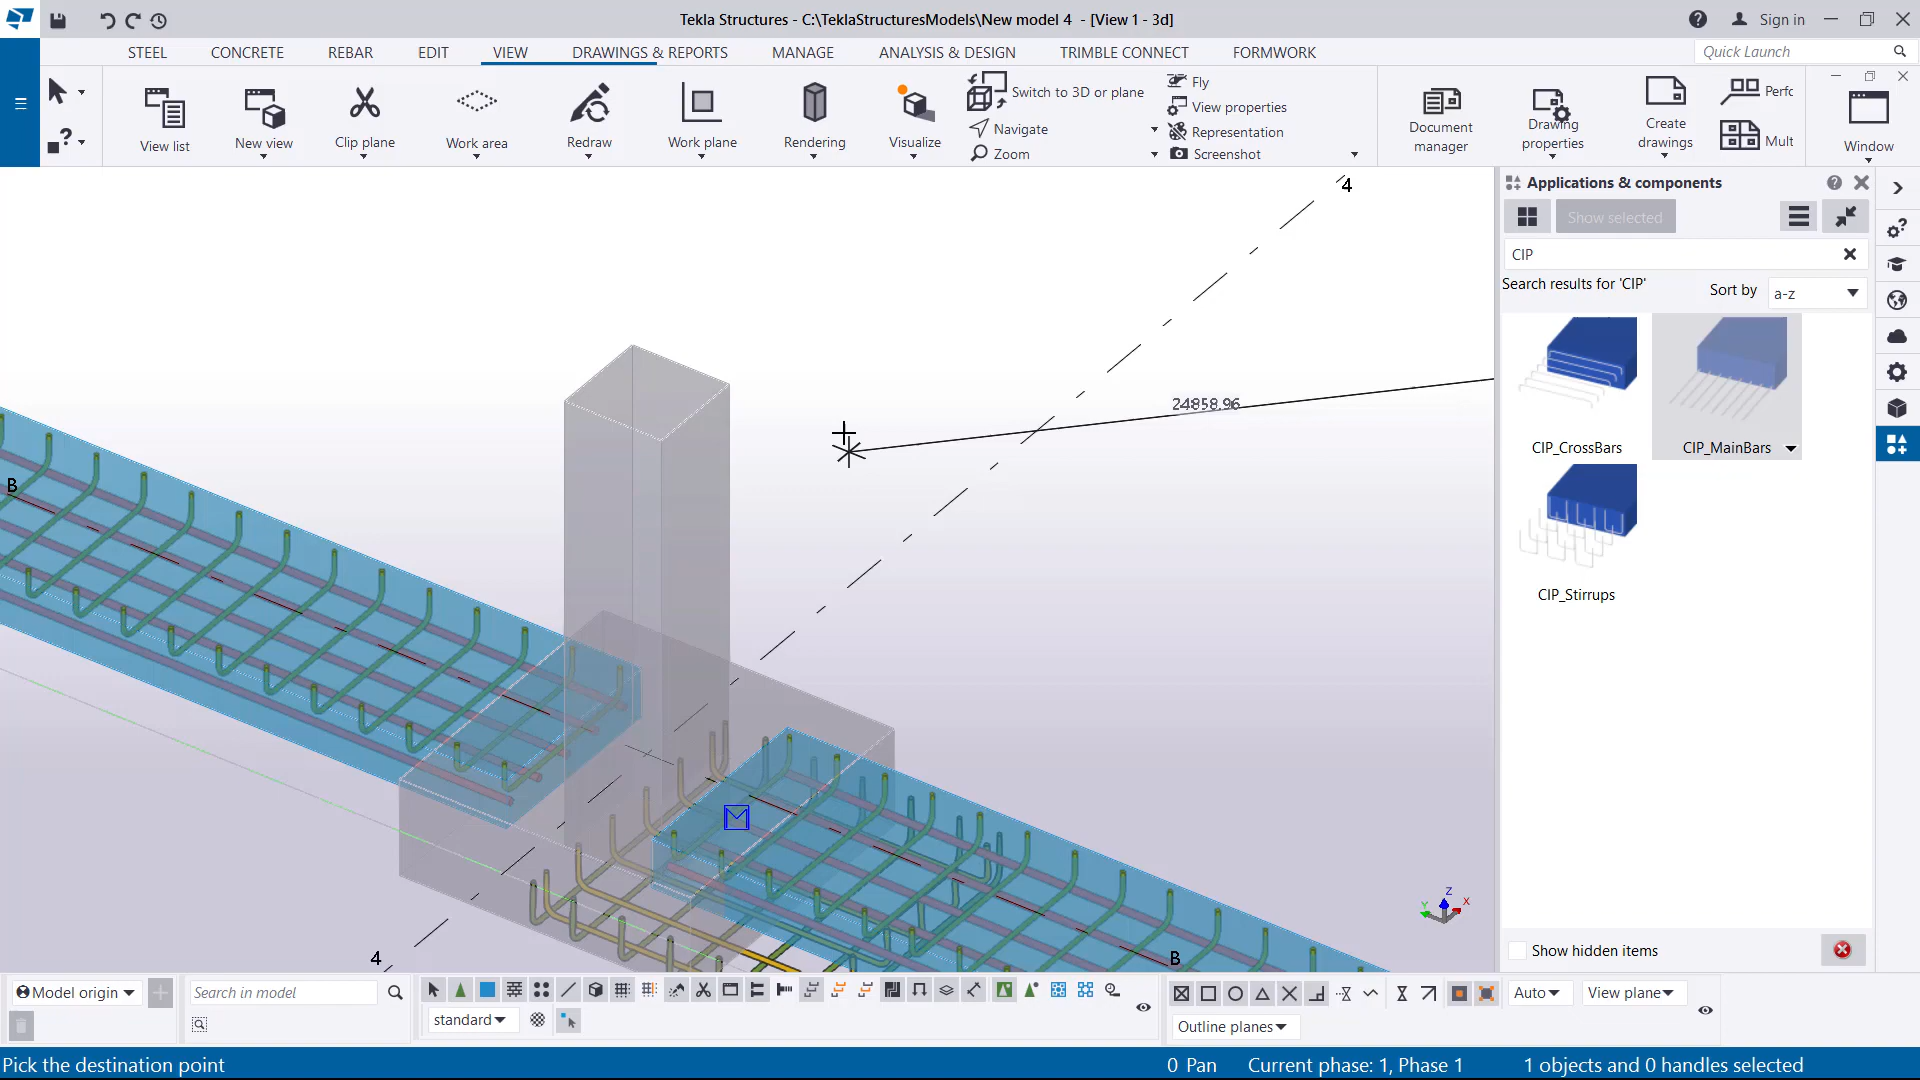 Tekla Structures - C:\TeklaStructuresModels\New model 4 - [View 1 - 3d]
Sign in
STEEL CONCRETE REBAR EDIT VIEW DRAWINGS & REPORTS MANAGE ANALYSIS & DESIGN TRIMBLE CONNECT FORMWORK
Quick Launch
View list
New view
Clip plane
Work area
Redraw
Work plane
Rendering
Visualize
Switch to 3D or plane
Navigate
Zoom
Fly
View properties
Representation
Screenshot
Document manager
Drawing properties
Create drawings
Perfc
Mult
Window
Applications & components
Show selected
CIP
Search results for 'CIP'
Sort by
a-z
CIP_CrossBars
CIP_MainBars
CIP_Stirrups
Show hidden items
4
24858.96
B
4
B
Z
Y
X
Model origin
Search in model
standard
Auto
View plane
Outline planes
Pick the destination point
0 Pan
Current phase: 1, Phase 1
1 objects and 0 handles selected